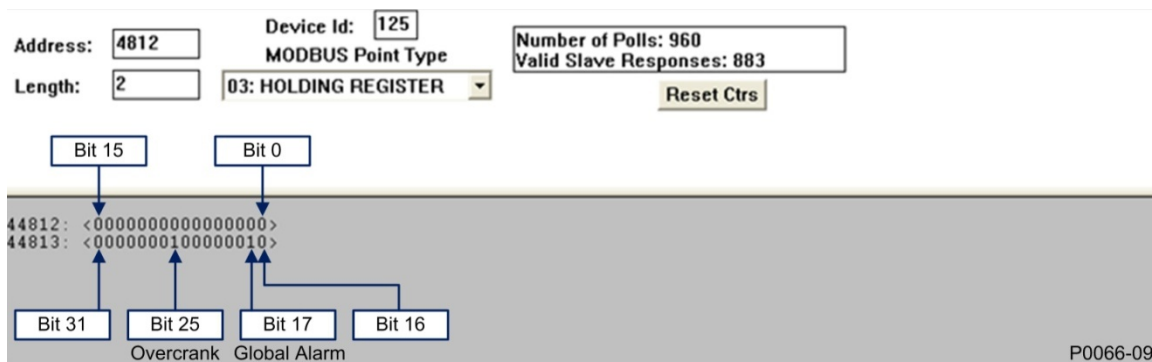 Address: 4812
Device Id: 125
MODBUS Point Type
Number of Polls: 960
Valid Slave Responses: 883
Length: 2
03: HOLDING REGISTER
Reset Ctrs
Bit 15
Bit 0
44812: <0000000000000000>
44813: <0000000100000010>
Bit 31
Bit 25
Bit 17
Bit 16
Overcrank
Global Alarm
P0066-09